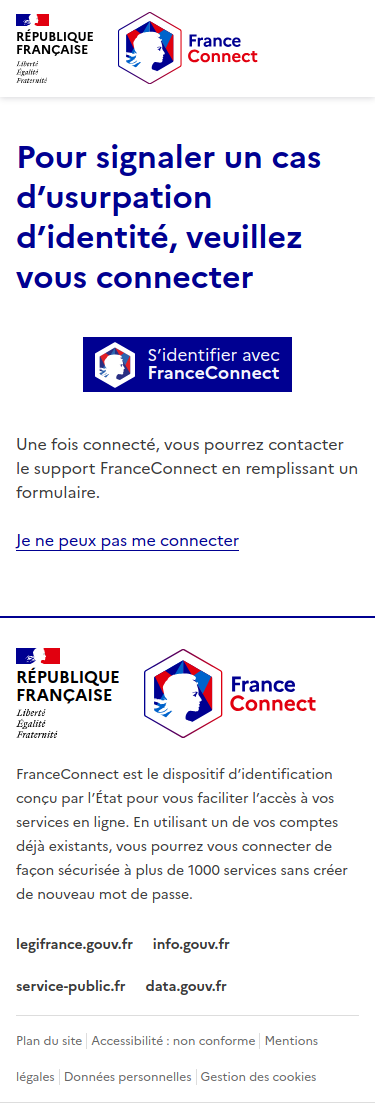 RÉPUBLIQUE
FRANÇAISE
Liberté
Égalité
Fraternité
France
Connect
Pour signaler un cas
d’usurpation
d’identité, veuillez
vous connecter
S’identifier avec
FranceConnect
Une fois connecté, vous pourrez contacter
le support FranceConnect en remplissant un
formulaire.
Je ne peux pas me connecter
RÉPUBLIQUE
FRANÇAISE
Liberté
Égalité
Fraternité
France
Connect
FranceConnect est le dispositif d’identification
conçu par l’État pour vous faciliter l’accès à vos
services en ligne. En utilisant un de vos comptes
déjà existants, vous pourrez vous connecter de
façon sécurisée à plus de 1000 services sans créer
de nouveau mot de passe.
legifrance.gouv.fr info.gouv.fr
service-public.fr data.gouv.fr
Plan du site Accessibilité : non conforme Mentions
légales Données personnelles Gestion des cookies